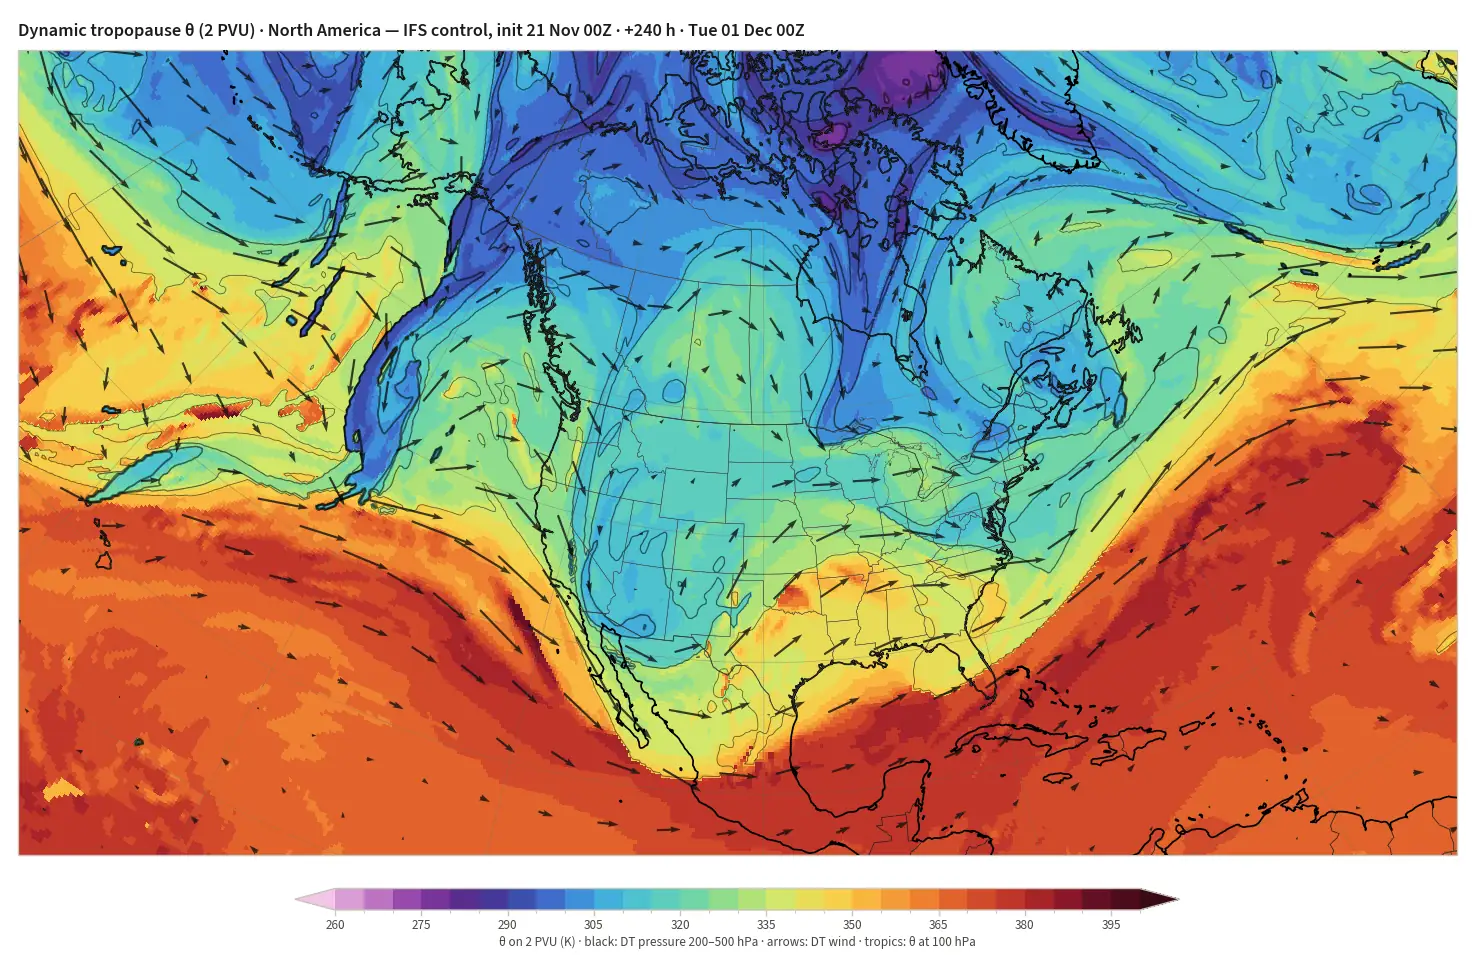 Dynamic tropopause θ (2 PVU) · North America — IFS control, init 21 Nov 00Z · +240 h · Tue 01 Dec 00Z
260 275 290 305 320 335 350 365 380 395
θ on 2 PVU (K) · black: DT pressure 200–500 hPa · arrows: DT wind · tropics: θ at 100 hPa